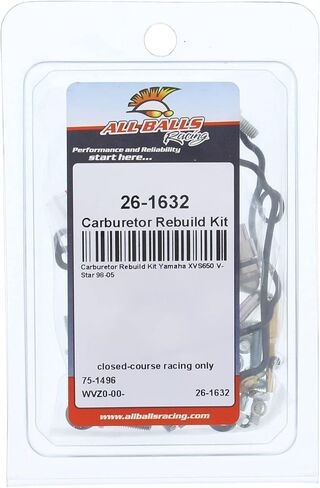 ALL BALLS
Racing
Performance and Reliability
start here...
26-1632
Carburetor Rebuild Kit
Carburetor Rebuild Kit Yamaha XVS650 V-
Star 98-05
closed-course racing only
75-1496
WVZ0-00- 26-1632
www.allballsracing.com